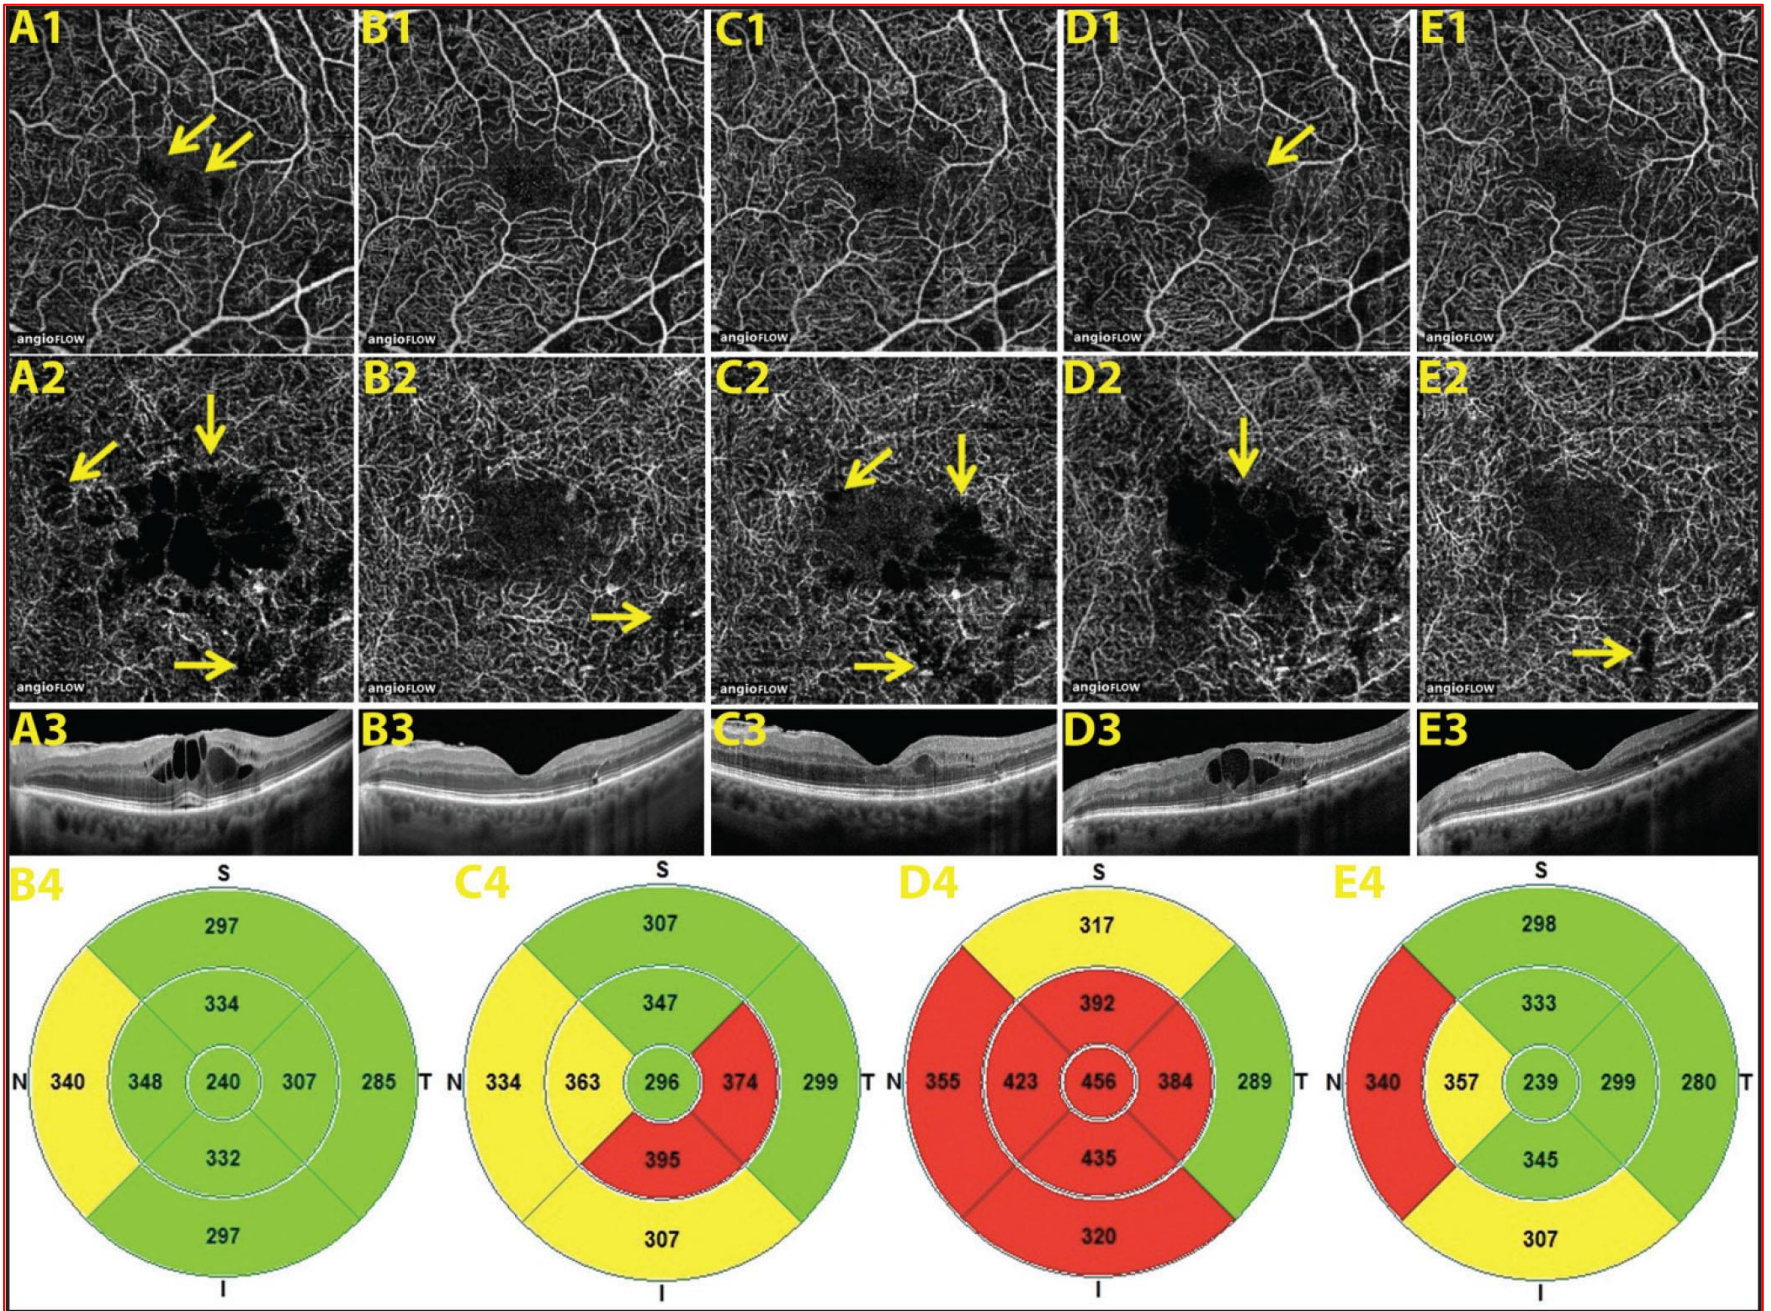 A1 B1 C1 D1 E1
angioFLOW angioFLOW angioFLOW angioFLOW angioFLOW
A2 B2 C2 D2 E2
angioFLOW angioFLOW angioFLOW angioFLOW angioFLOW
A3 B3 C3 D3 E3
B4 C4 D4 E4
S S S S
297 307 317 298
334 347 392 333
N 340 348 240 307 285 T N 334 363 296 374 299 T N 355 423 456 384 289 T N 340 357 239 299 280 T
332 395 435 345
297 307 320 307
I I I I